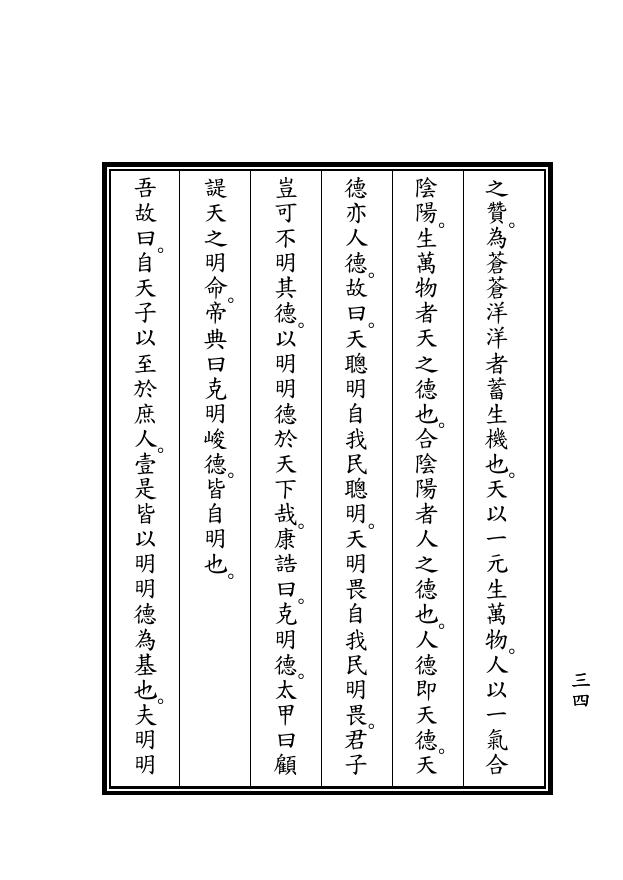 之贊。為蒼蒼洋洋者蓄生機也。天以一元生萬物。人以一氣合
陰陽。生萬物者天之德也。合陰陽者人之德也。人德即天德。天
德亦人德。故曰。天聰明自我民聰明。天明畏自我民明畏。君子
豈可不明其德。以明明德於天下哉。康誥曰。克明德。太甲曰顧
諟天之明命。帝典曰克明峻德。皆自明也。
吾故曰。自天子以至於庶人。壹是皆以明明德為基也。夫明明
三四